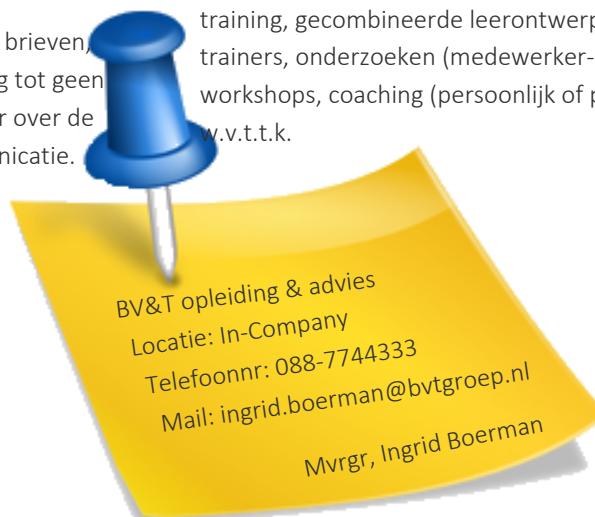 brieven,
g tot geen
r over de
nicatie.
training, gecombineerde leerontwerp
trainers, onderzoeken (medewerker-
workshops, coaching (persoonlijk of p
w.v.t.t.k.
BV&T opleiding & advies
Locatie: In-Company
Telefoonnr: 088-7744333
Mail: ingrid.boerman@bvtgroep.nl
Mvrgr, Ingrid Boerman